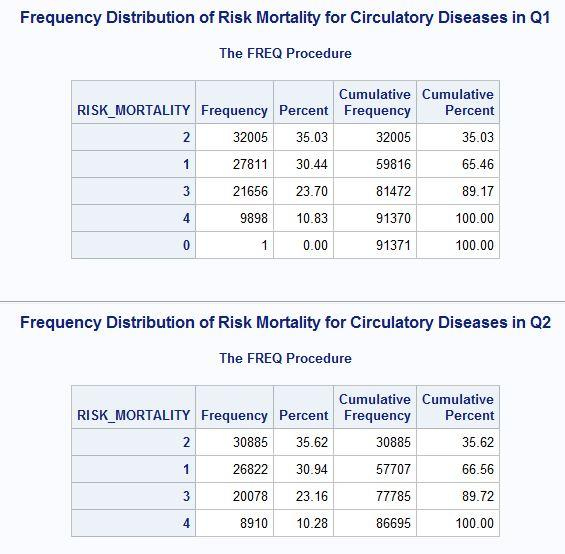 Frequency Distribution of Risk Mortality for Circulatory Diseases in Q1
The FREQ Procedure
RISK_MORTALITY Frequency Percent Cumulative Frequency Cumulative Percent
2 32005 35.03 32005 35.03
1 27811 30.44 59816 65.46
3 21656 23.70 81472 89.17
4 9898 10.83 91370 100.00
0 1 0.00 91371 100.00
Frequency Distribution of Risk Mortality for Circulatory Diseases in Q2
The FREQ Procedure
RISK_MORTALITY Frequency Percent Cumulative Frequency Cumulative Percent
2 30885 35.62 30885 35.62
1 26822 30.94 57707 66.56
3 20078 23.16 77785 89.72
4 8910 10.28 86695 100.00